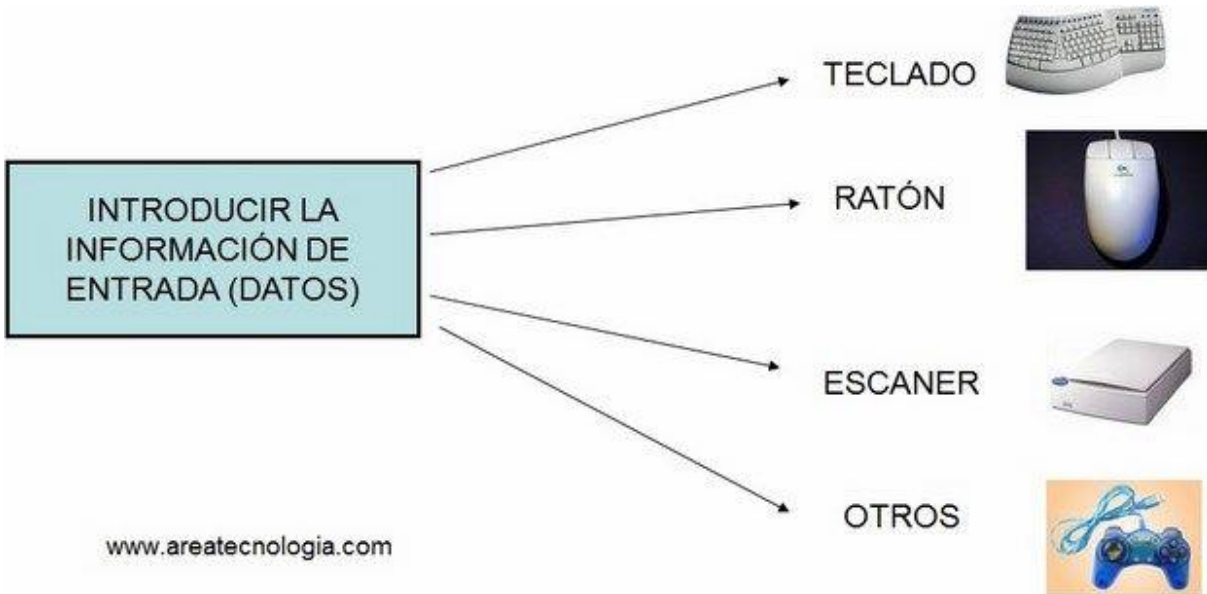 INTRODUCIR LA
INFORMACIÓN DE
ENTRADA (DATOS)
TECLADO
RATÓN
ESCANER
OTROS
www.areatecnologia.com